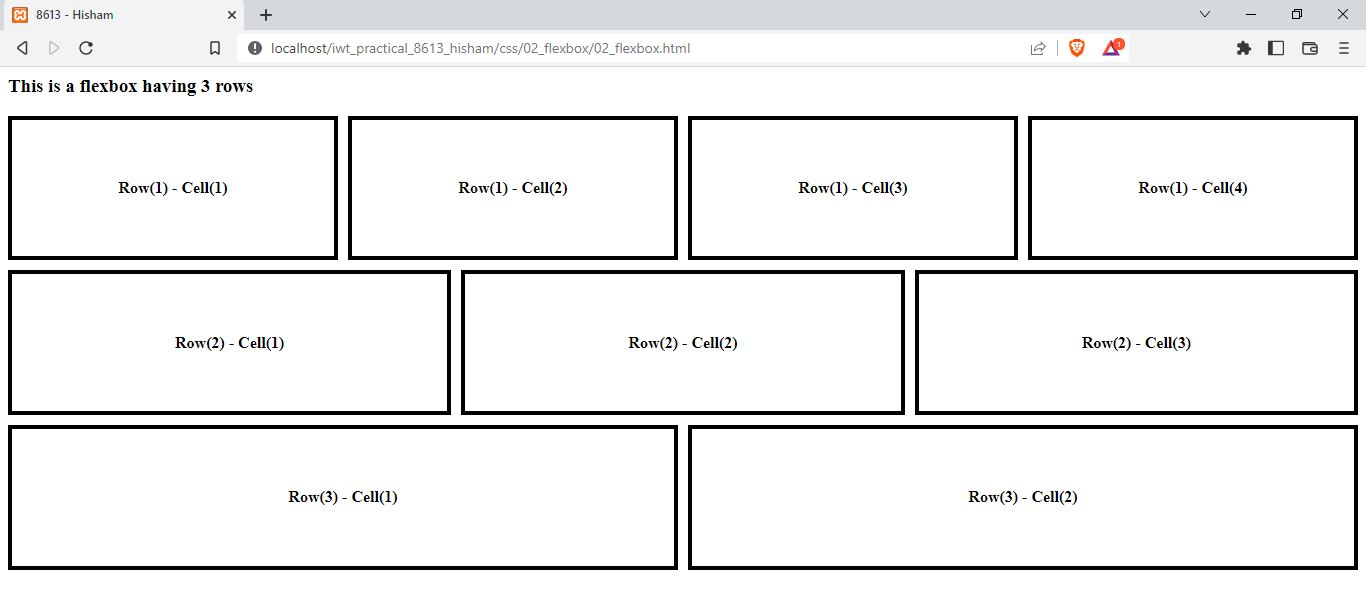 8613 - Hisham
localhost/iwt_practical_8613_hisham/css/02_flexbox/02_flexbox.html
1
This is a flexbox having 3 rows
Row(1) - Cell(1)
Row(1) - Cell(2)
Row(1) - Cell(3)
Row(1) - Cell(4)
Row(2) - Cell(1)
Row(2) - Cell(2)
Row(2) - Cell(3)
Row(3) - Cell(1)
Row(3) - Cell(2)